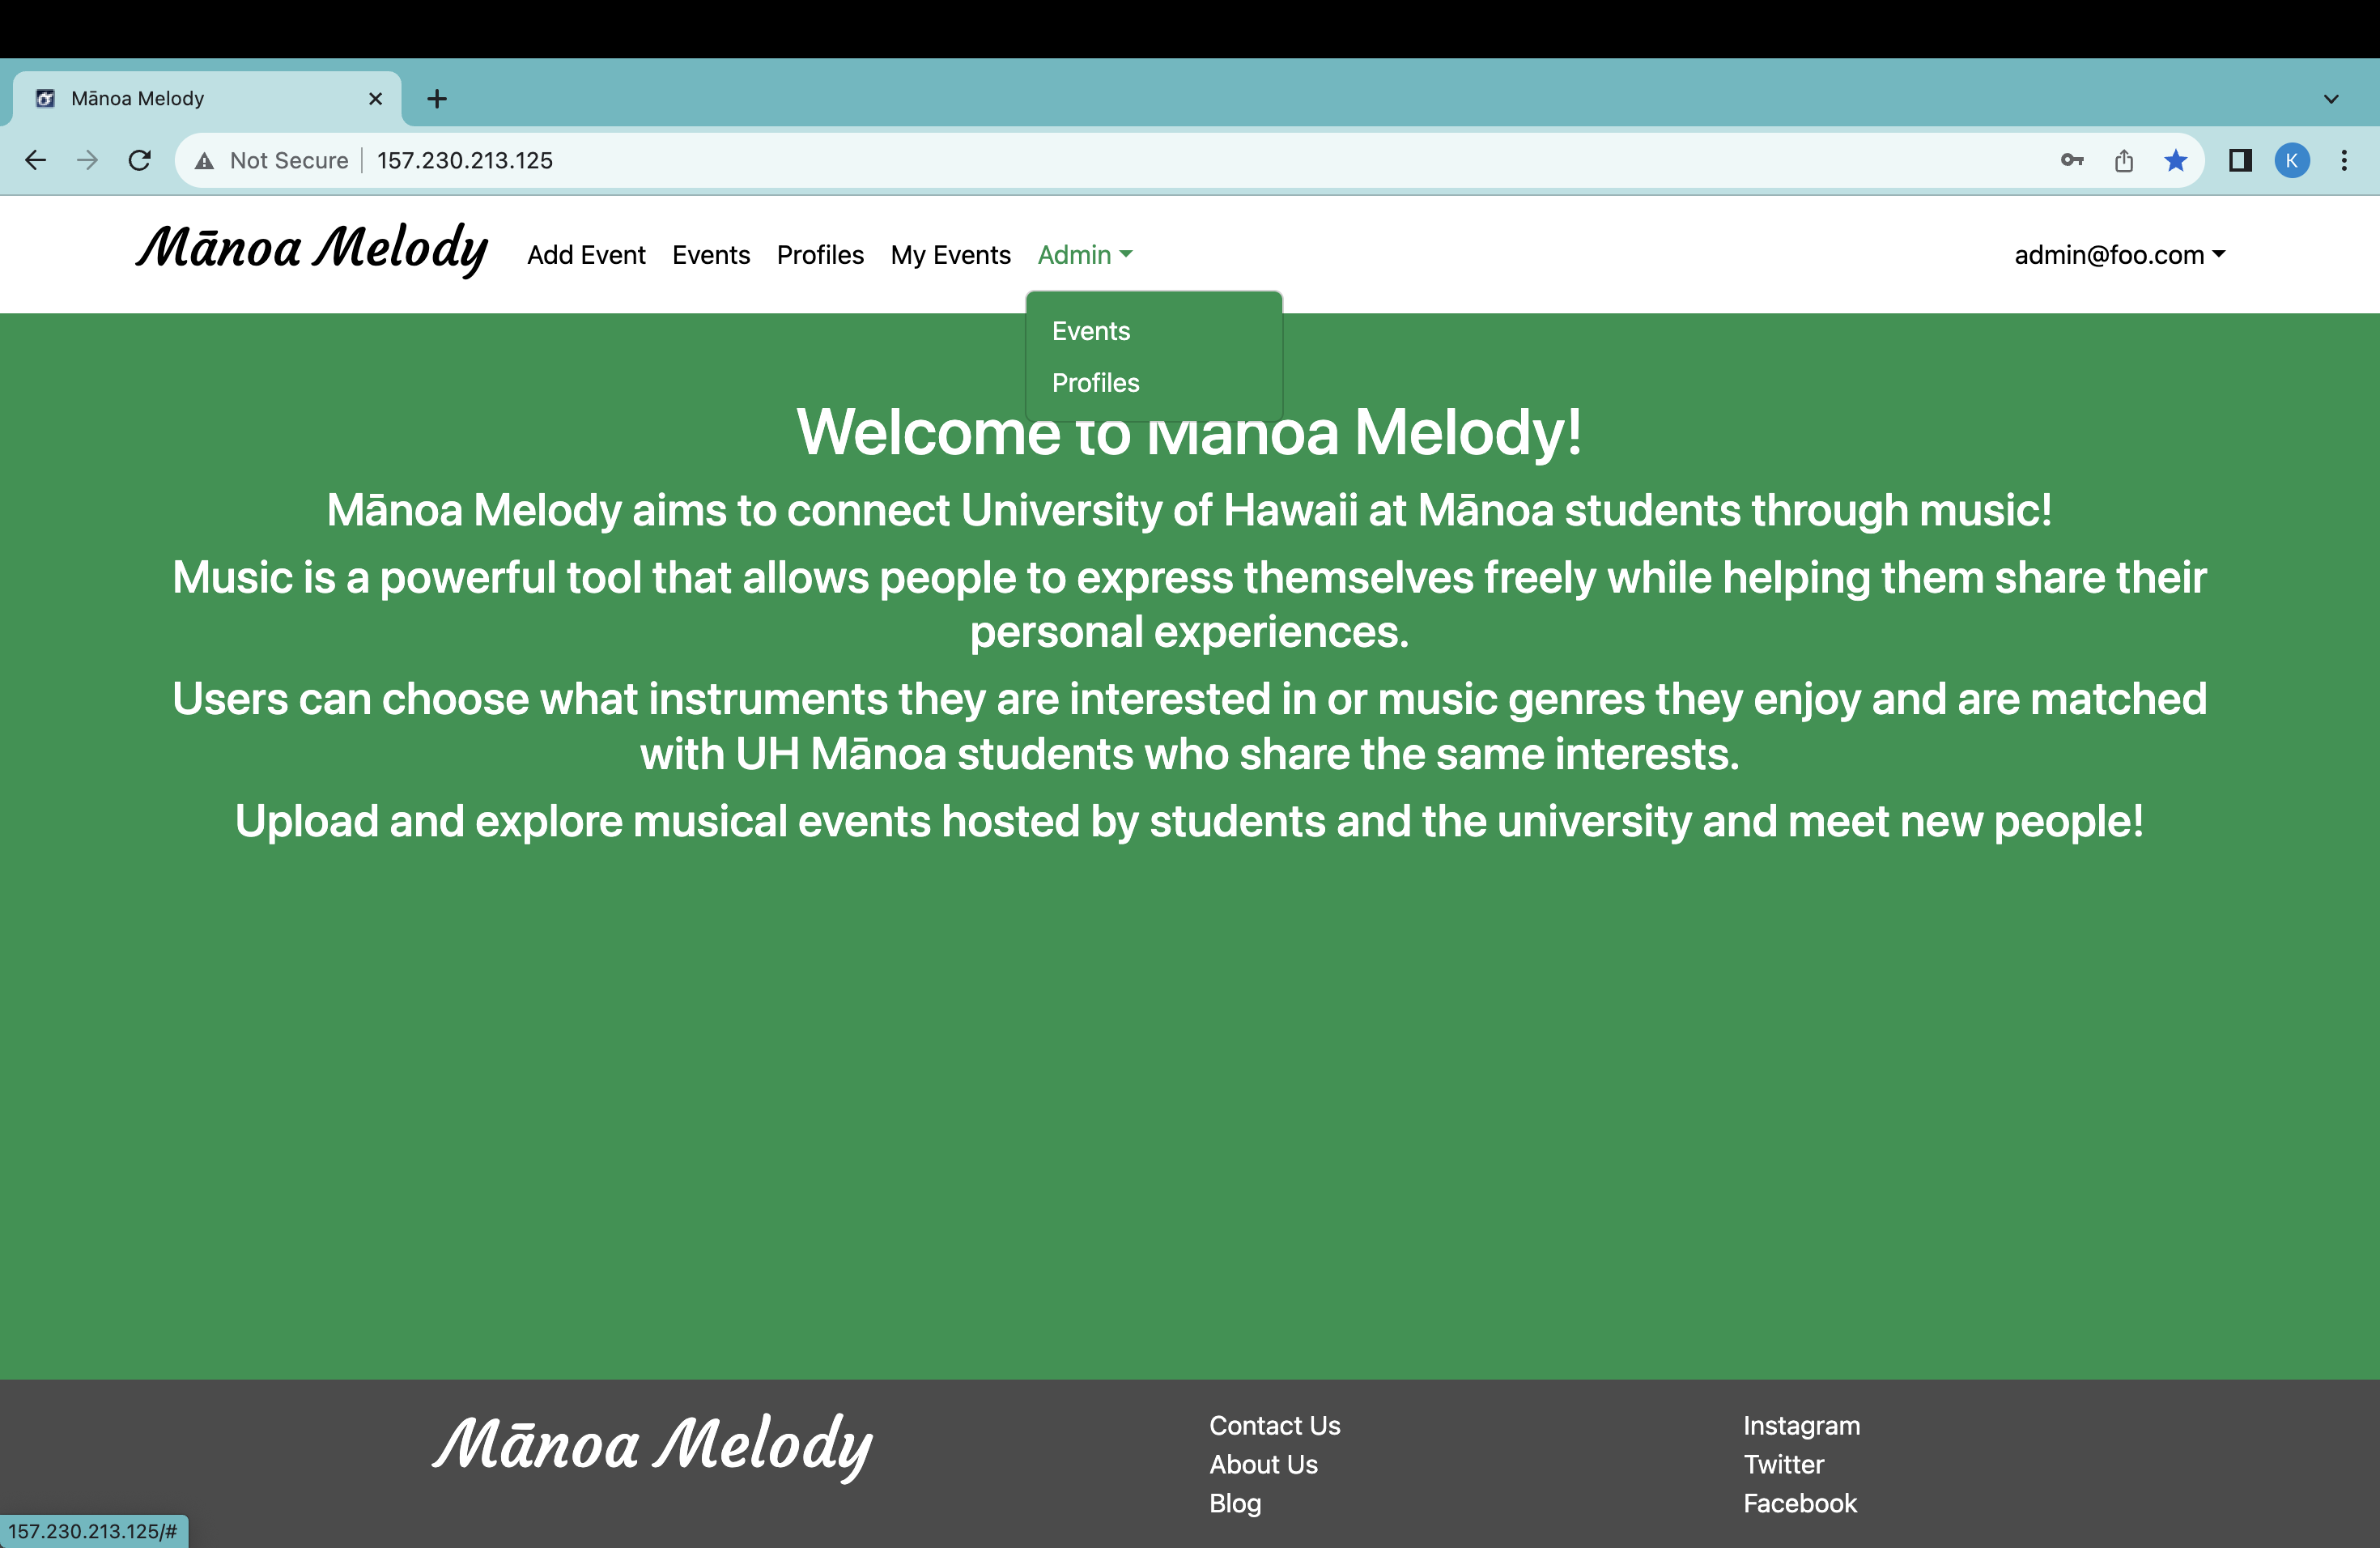 Mānoa Melody
Not Secure
157.230.213.125
K
Mānoa Melody
Add Event
Events
Profiles
My Events
Admin
admin@foo.com
Events
Profiles
Welcome to Mānoa Melody!
Mānoa Melody aims to connect University of Hawaii at Mānoa students through music!
Music is a powerful tool that allows people to express themselves freely while helping them share their
personal experiences.
Users can choose what instruments they are interested in or music genres they enjoy and are matched
with UH Mānoa students who share the same interests.
Upload and explore musical events hosted by students and the university and meet new people!
Mānoa Melody
Contact Us
About Us
Blog
Instagram
Twitter
Facebook
157.230.213.125/#